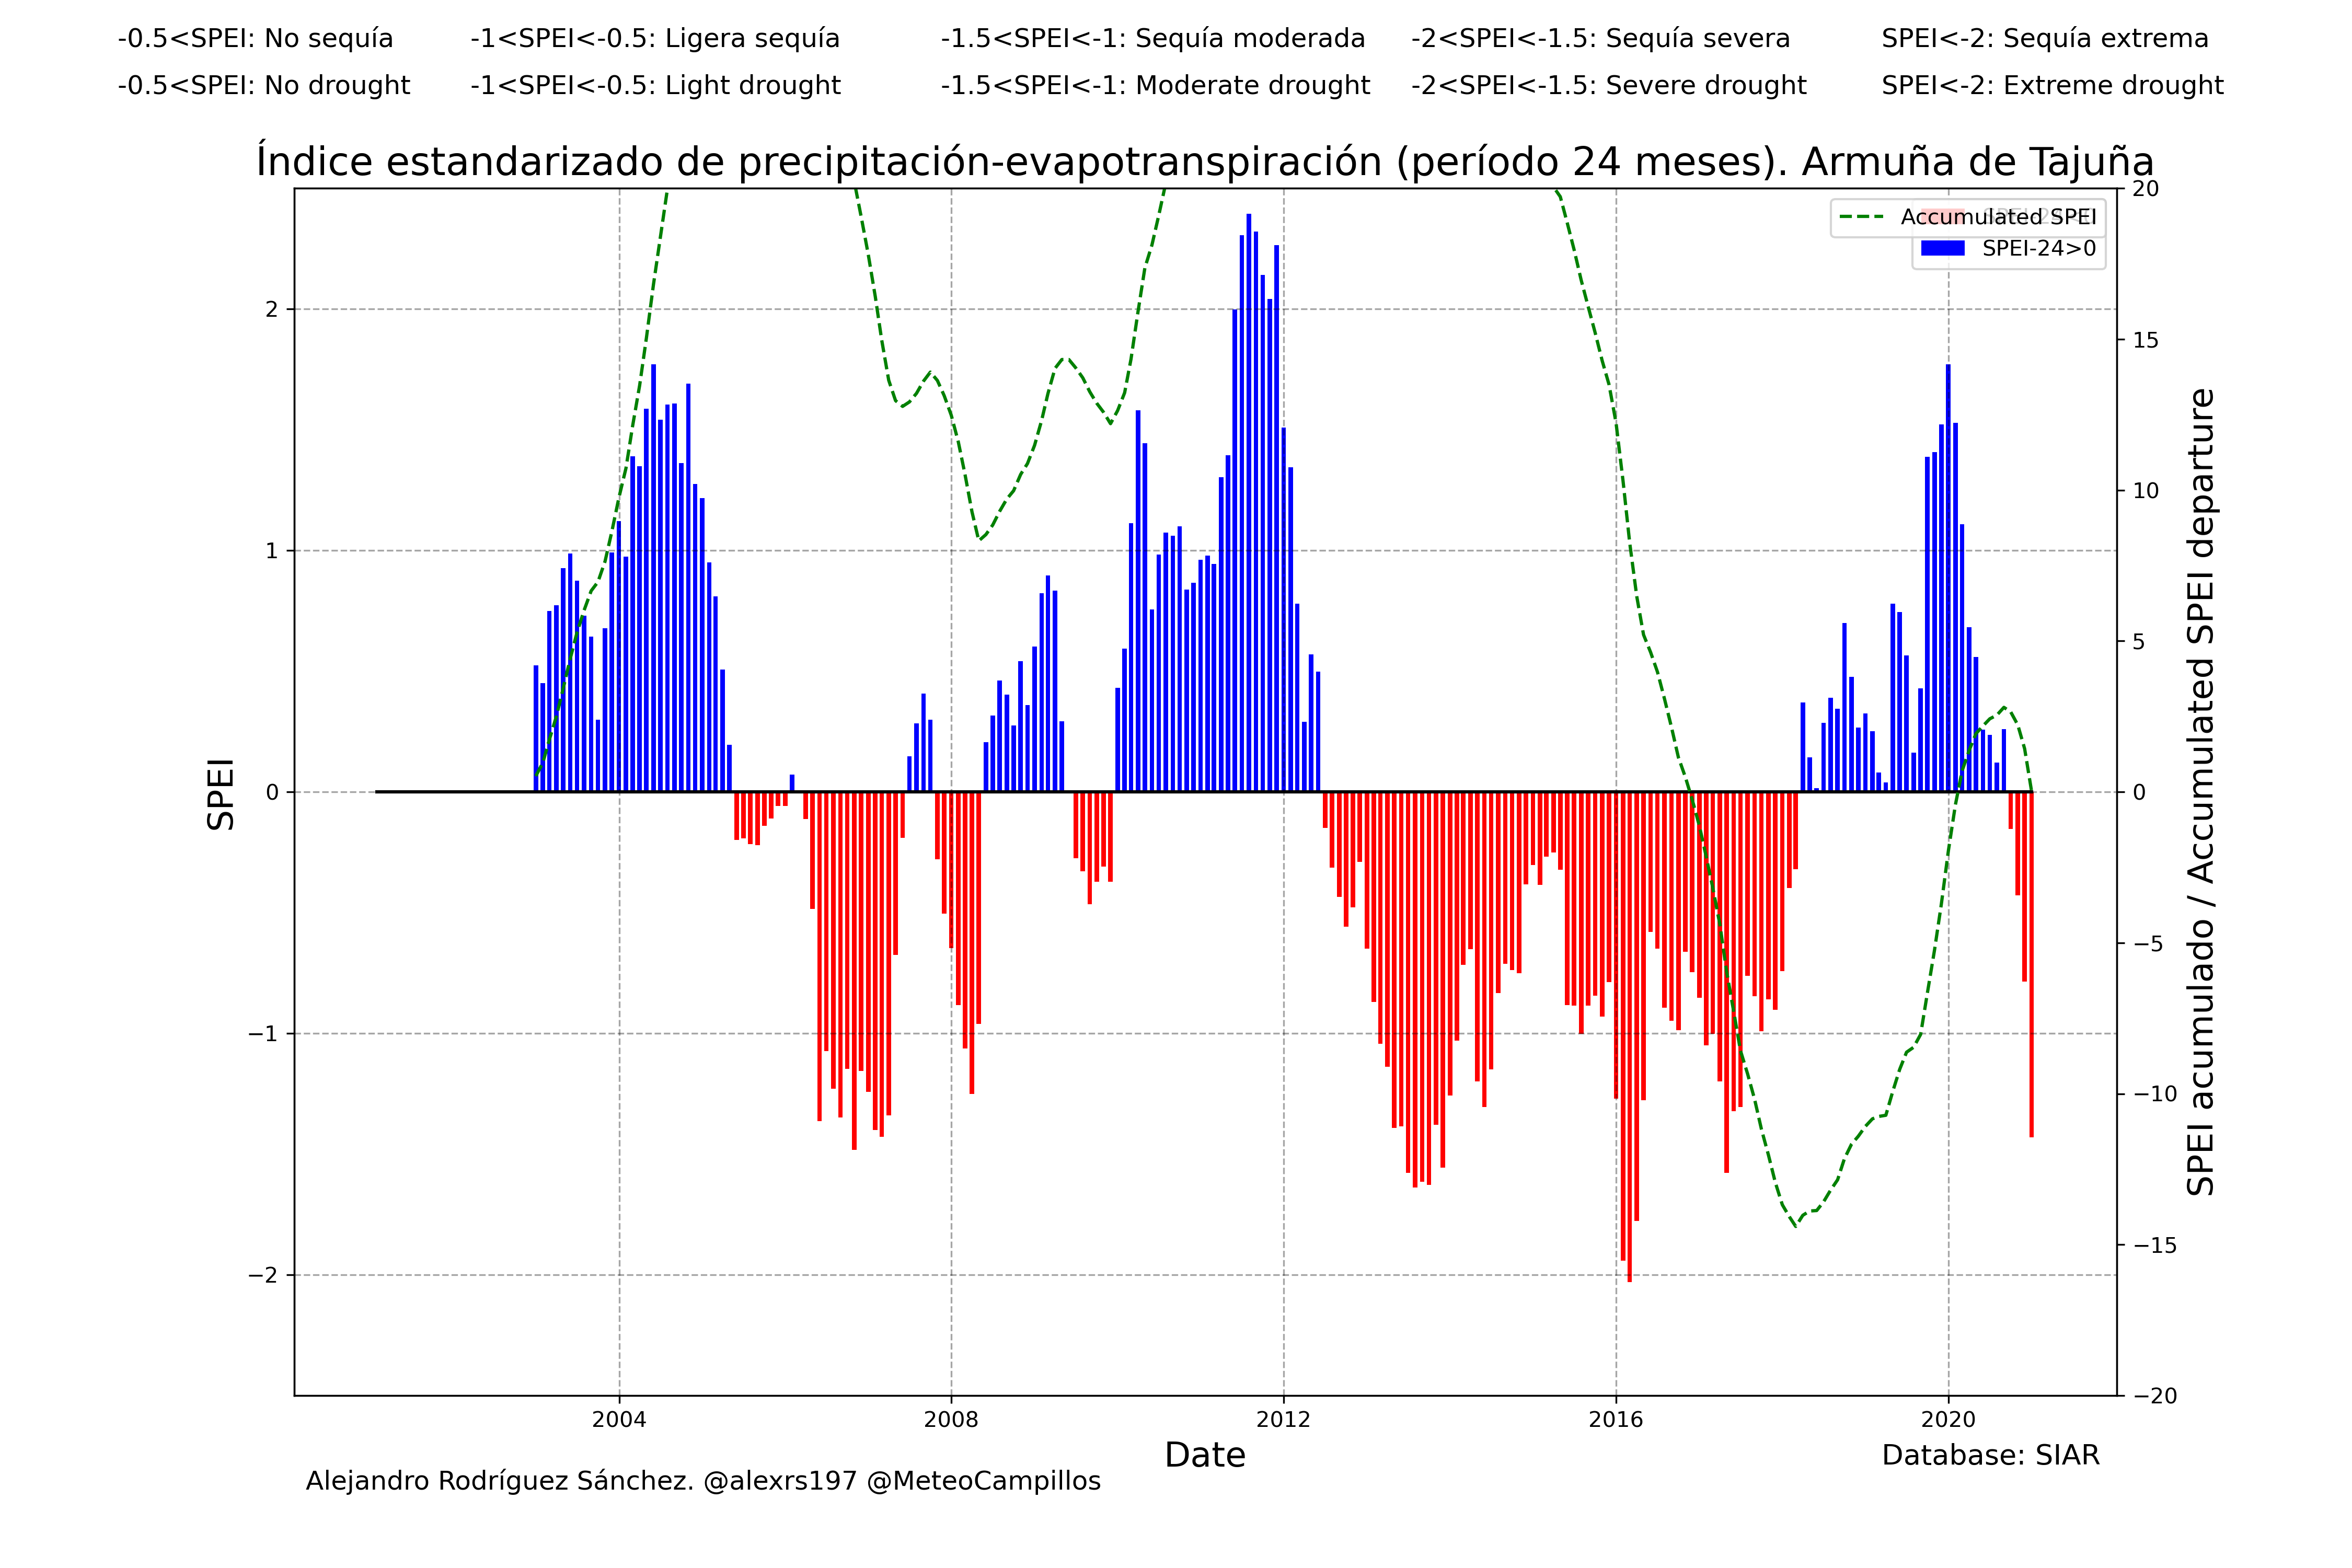 -0.5<SPEI: No sequía -1<SPEI<-0.5: Ligera sequía -1.5<SPEI<-1: Sequía moderada -2<SPEI<-1.5: Sequía severa SPEI<-2: Sequía extrema
-0.5<SPEI: No drought -1<SPEI<-0.5: Light drought -1.5<SPEI<-1: Moderate drought -2<SPEI<-1.5: Severe drought SPEI<-2: Extreme drought
Índice estandarizado de precipitación-evapotranspiración (período 24 meses). Armuña de Tajuña
Accumulated SPEI
SPEI-24>0
SPEI
2
1
0
−1
−2
20
15
10
5
0
−5
−10
−15
−20
SPEI acumulado / Accumulated SPEI departure
2004 2008 2012 2016 2020
Date
Database: SIAR
Alejandro Rodríguez Sánchez. @alexrs197 @MeteoCampillos